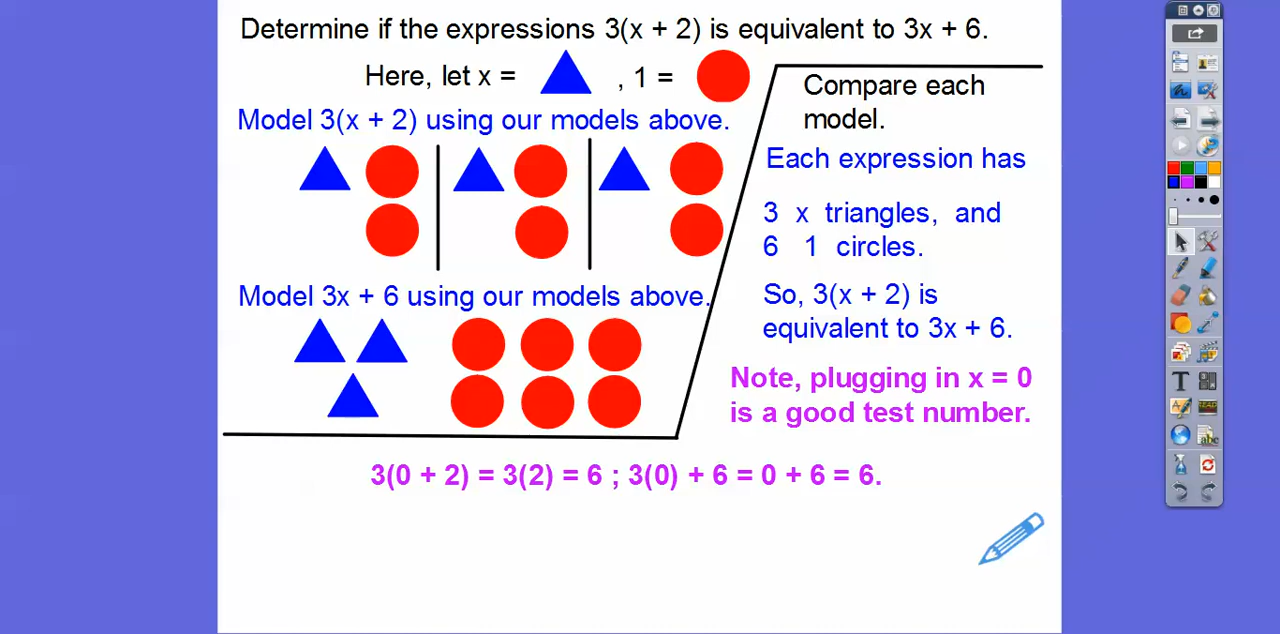 Determine if the expressions 3(x + 2) is equivalent to 3x + 6.
Here, let x = , 1 =
Model 3(x + 2) using our models above.
Model 3x + 6 using our models above.
Compare each
model.
Each expression has
3 x triangles, and
6 1 circles.
So, 3(x + 2) is
equivalent to 3x + 6.
Note, plugging in x = 0
is a good test number.
3(0 + 2) = 3(2) = 6 ; 3(0) + 6 = 0 + 6 = 6.